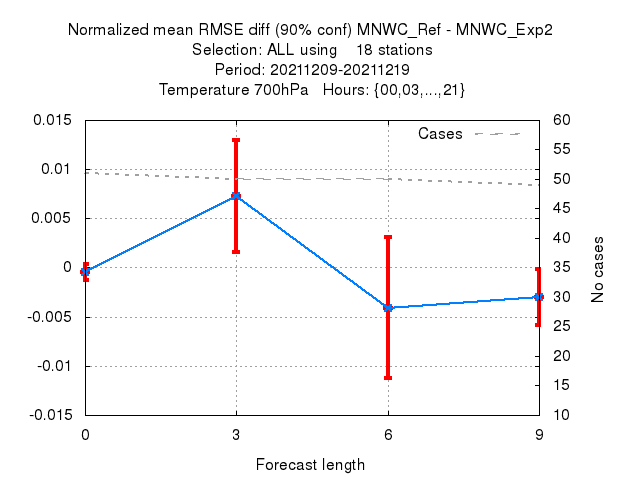 Normalized mean RMSE diff (90% conf) MNWC_Ref - MNWC_Exp2
Selection: ALL using    18 stations
Period: 20211209-20211219
Temperature 700hPa   Hours: {00,03,...,21}
0.015
0.01
0.005
0
-0.005
-0.01
-0.015
Cases
60
55
50
45
40
35
30
25
20
15
10
No cases
0 3 6 9
Forecast length